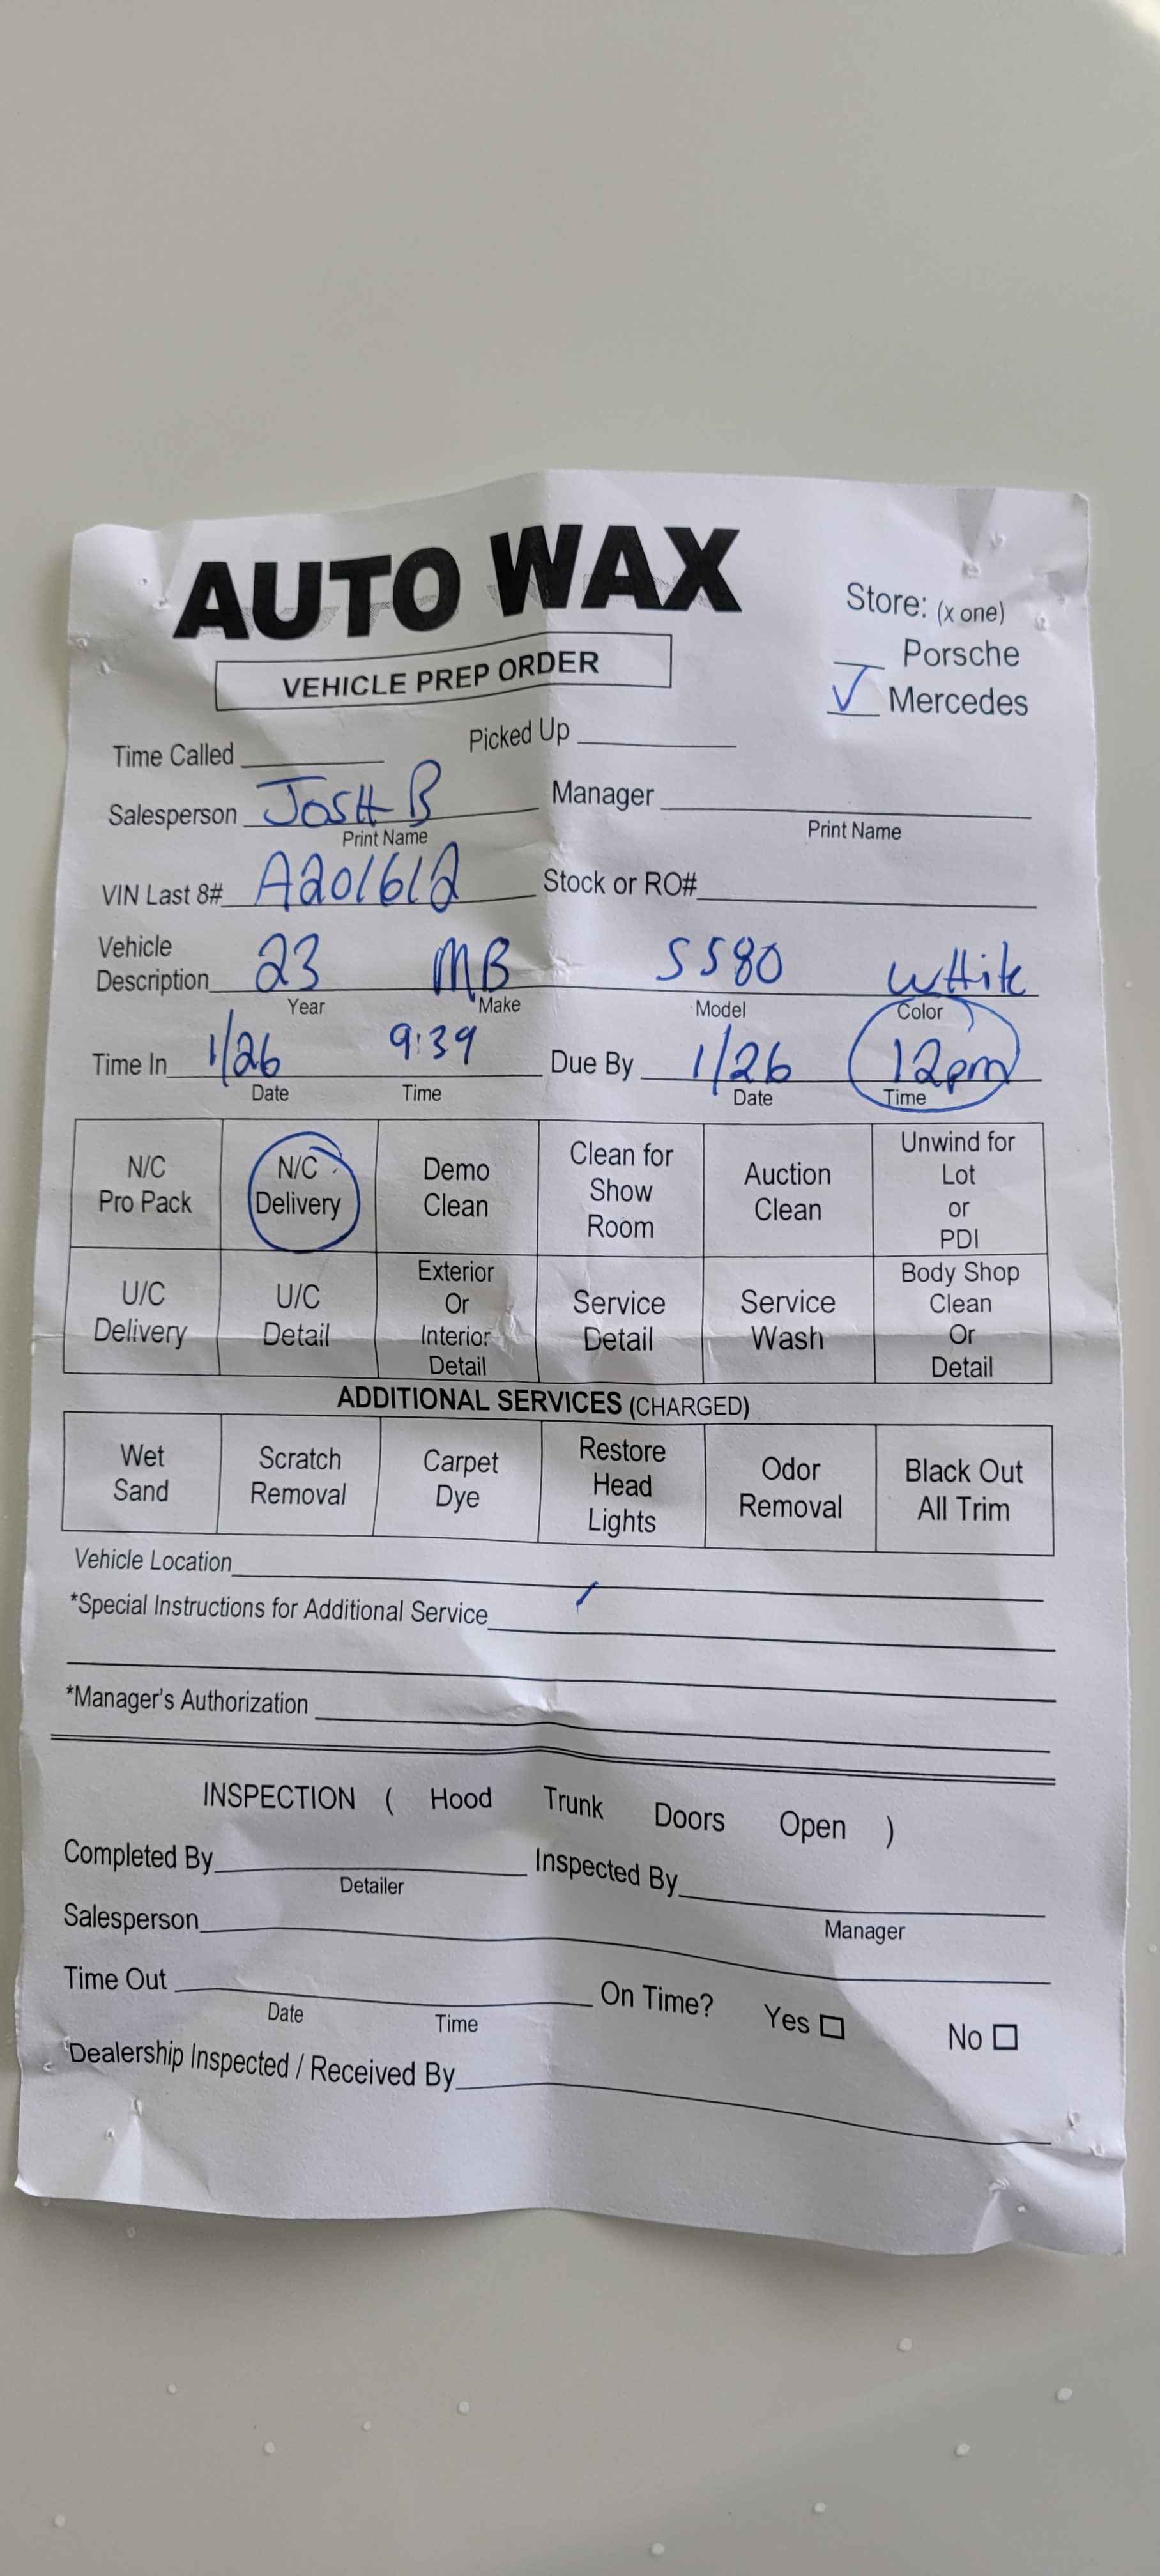 AUTO WAX
Store: (x one)
Porsche
VEHICLE PREP ORDER
✓ Mercedes
Time Called Picked Up
Salesperson JOSH B Manager
Print Name Print Name
VIN Last 8# A201612 Stock or RO#
Vehicle
Description 23 MB S580 WHite
Year Make Model Color
Time In 1/26 9:39 Due By 1/26 12pm
Date Time Date Time
N/C Pro Pack
N/C Delivery
Demo Clean
Clean for Show Room
Auction Clean
Unwind for Lot or PDI
U/C Delivery
U/C Detail
Exterior Or Interior Detail
Service Detail
Service Wash
Body Shop Clean Or Detail
ADDITIONAL SERVICES (CHARGED)
Wet Sand
Scratch Removal
Carpet Dye
Restore Head Lights
Odor Removal
Black Out All Trim
Vehicle Location
*Special Instructions for Additional Service
*Manager's Authorization
INSPECTION ( Hood Trunk Doors Open )
Completed By Inspected By
Detailer Manager
Salesperson
Time Out On Time? Yes ☐ No ☐
Date Time
Dealership Inspected / Received By